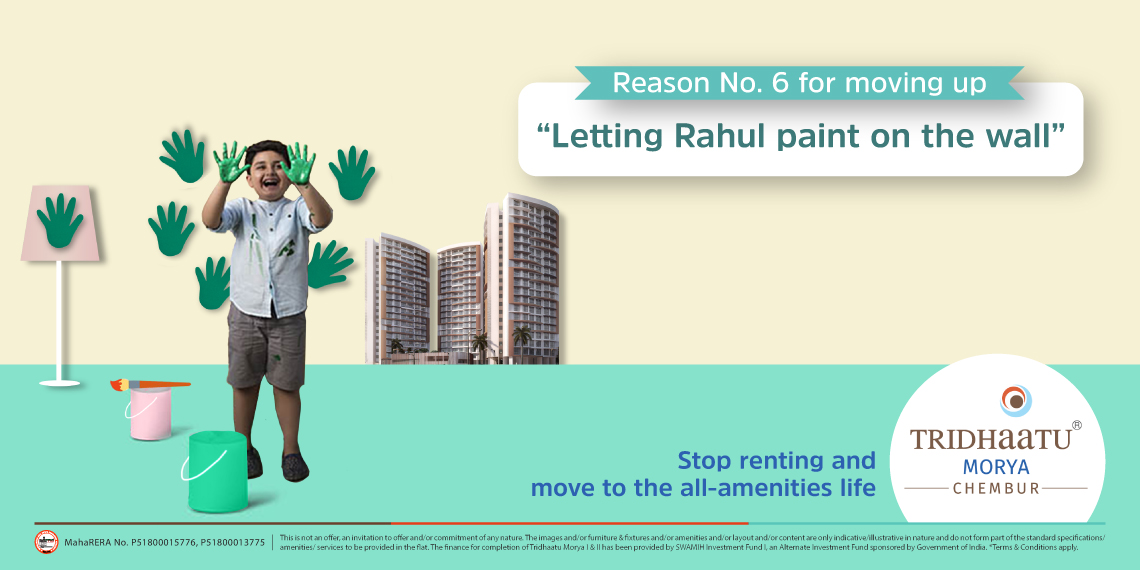 Reason No. 6 for moving up
“Letting Rahul paint on the wall”
Stop renting and
move to the all-amenities life
TRIDHaaTU®
MORYA
CHEMBUR
MahaRERA No. P51800015776, P51800013775
This is not an offer, an invitation to offer and/or commitment of any nature. The images and/or furniture & fixtures and/or amenities and/or layout and/or content are only indicative/illustrative in nature and do not form part of the standard specifications/
amenities/ services to be provided in the flat. The finance for completion of Tridhaatu Morya I & II has been provided by SWAMIH Investment Fund I, an Alternate Investment Fund sponsored by Government of India. *Terms & Conditions apply.